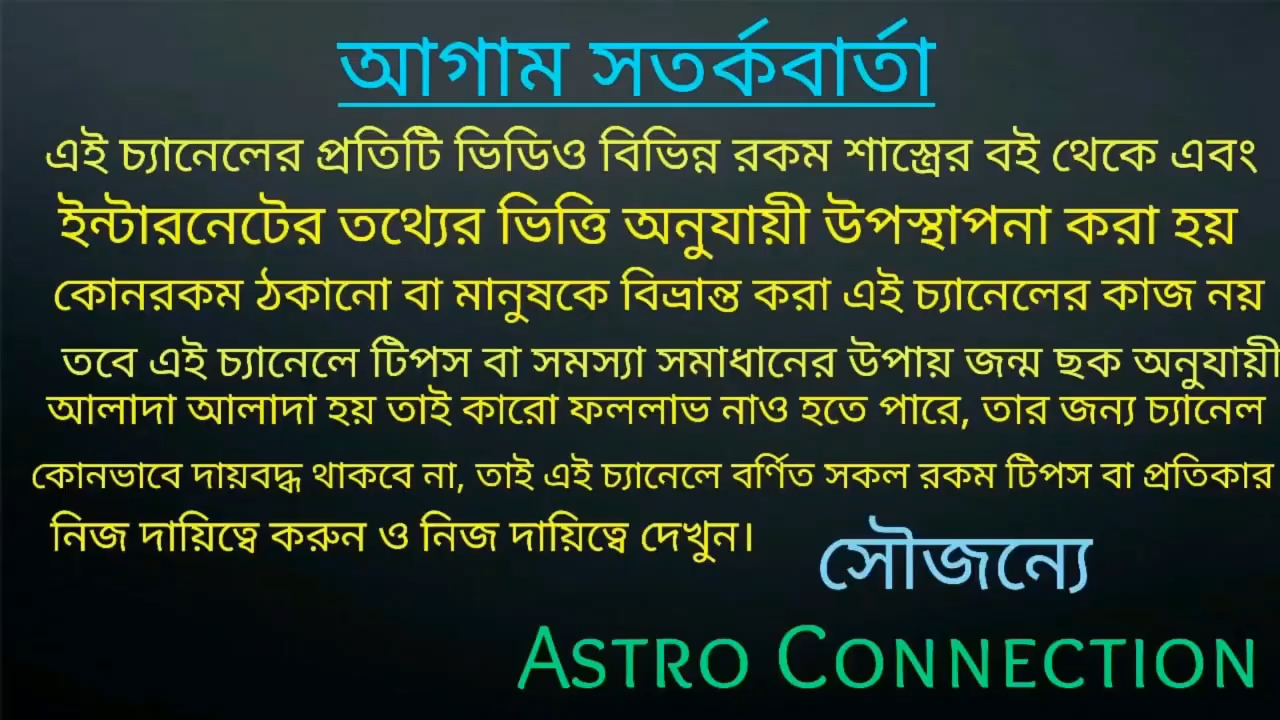 আগাম সতর্কবার্তা
এই চ্যানেলের প্রতিটি ভিডিও বিভিন্ন রকম শাস্ত্রের বই থেকে এবং
ইন্টারনেটের তথ্যের ভিত্তি অনুযায়ী উপস্থাপনা করা হয়
কোনরকম ঠকানো বা মানুষকে বিভ্রান্ত করা এই চ্যানেলের কাজ নয়
তবে এই চ্যানেলে টিপস বা সমস্যা সমাধানের উপায় জন্ম ছক অনুযায়ী
আলাদা আলাদা হয় তাই কারো ফললাভ নাও হতে পারে, তার জন্য চ্যানেল
কোনভাবে দায়বদ্ধ থাকবে না, তাই এই চ্যানেলে বর্ণিত সকল রকম টিপস বা প্রতিকার
নিজ দায়িত্বে করুন ও নিজ দায়িত্বে দেখুন।
সৌজন্যে
ASTRO CONNECTION